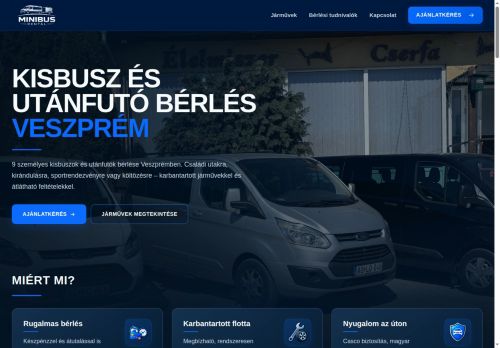 MINIBUS
RENTAL
Járművek
Bérlési tudnivalók
Kapcsolat
AJÁNLATKÉRÉS →
Élelmiszer Cserfa
KISBUSZ ÉS
UTÁNFUTÓ BÉRLÉS
VESZPRÉM
9 személyes kisbuszok és utánfutók bérlése Veszprémben. Családi utakra,
kirándulásra, sportrendezvényre vagy költözésre – karbantartott járművekkel és
átlátható feltételekkel.
AJÁNLATKÉRÉS →
JÁRMŰVEK MEGTEKINTÉSE
MIÉRT MI?
Rugalmas bérlés
Készpénzzel és átutalással is
Karbantartott flotta
Megbízható, rendszeresen
Nyugalom az úton
Casco biztosítás, magyar